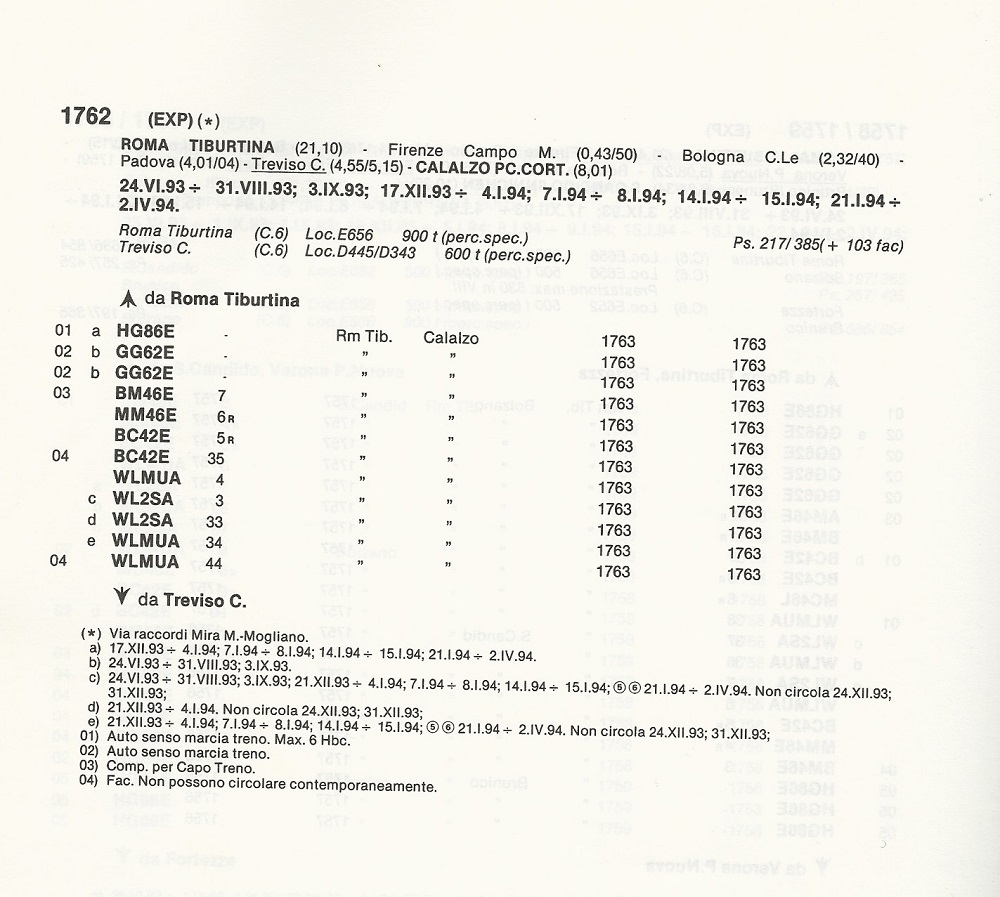 1762 (EXP) (*)
ROMA TIBURTINA (21,10) - Firenze Campo M. (0,43/50) - Bologna C.Le (2,32/40) -
Padova (4,01/04) - Treviso C. (4,55/5,15) - CALALZO PC.CORT. (8,01)
24.VI.93 ÷ 31.VIII.93; 3.IX.93; 17.XII.93 ÷ 4.I.94; 7.I.94 ÷ 8.I.94; 14.I.94 ÷ 15.I.94; 21.I.94 ÷
2.IV.94.
Roma Tiburtina (C.6) Loc.E656 900 t (perc.spec.) Ps. 217/ 385(+ 103 fac)
Treviso C. (C.6) Loc.D445/D343 600 t (perc.spec.)
da Roma Tiburtina
01 a HG86E - Rm Tib. Calalzo 1763 1763
02 b GG62E - ” ” 1763 1763
02 b GG62E - ” ” 1763 1763
03 BM46E 7 ” ” 1763 1763
MM46E 6R ” ” 1763 1763
BC42E 5R ” ” 1763 1763
04 BC42E 35 ” ” 1763 1763
WLMUA 4 ” ” 1763 1763
c WL2SA 3 ” ” 1763 1763
d WL2SA 33 ” ” 1763 1763
e WLMUA 34 ” ” 1763 1763
04 WLMUA 44 ” ” 1763 1763
da Treviso C.
(*) Via raccordi Mira M.-Mogliano.
a) 17.XII.93 ÷ 4.I.94; 7.I.94 ÷ 8.I.94; 14.I.94 ÷ 15.I.94; 21.I.94 ÷ 2.IV.94.
b) 24.VI.93 ÷ 31.VIII.93; 3.IX.93.
c) 24.VI.93 ÷ 31.VIII.93; 3.IX.93; 21.XII.93 ÷ 4.I.94; 7.I.94 ÷ 8.I.94; 14.I.94 ÷ 15.I.94; ⑤ ⑥ 21.I.94 ÷ 2.IV.94. Non circola 24.XII.93;
31.XII.93;
d) 21.XII.93 ÷ 4.I.94. Non circola 24.XII.93; 31.XII.93;
e) 21.XII.93 ÷ 4.I.94; 7.I.94 ÷ 8.I.94; 14.I.94 ÷ 15.I.94; ⑤ ⑥ 21.I.94 ÷ 2.IV.94. Non circola 24.XII.93; 31.XII.93;
01) Auto senso marcia treno. Max. 6 Hbc.
02) Auto senso marcia treno.
03) Comp. per Capo Treno.
04) Fac. Non possono circolare contemporaneamente.